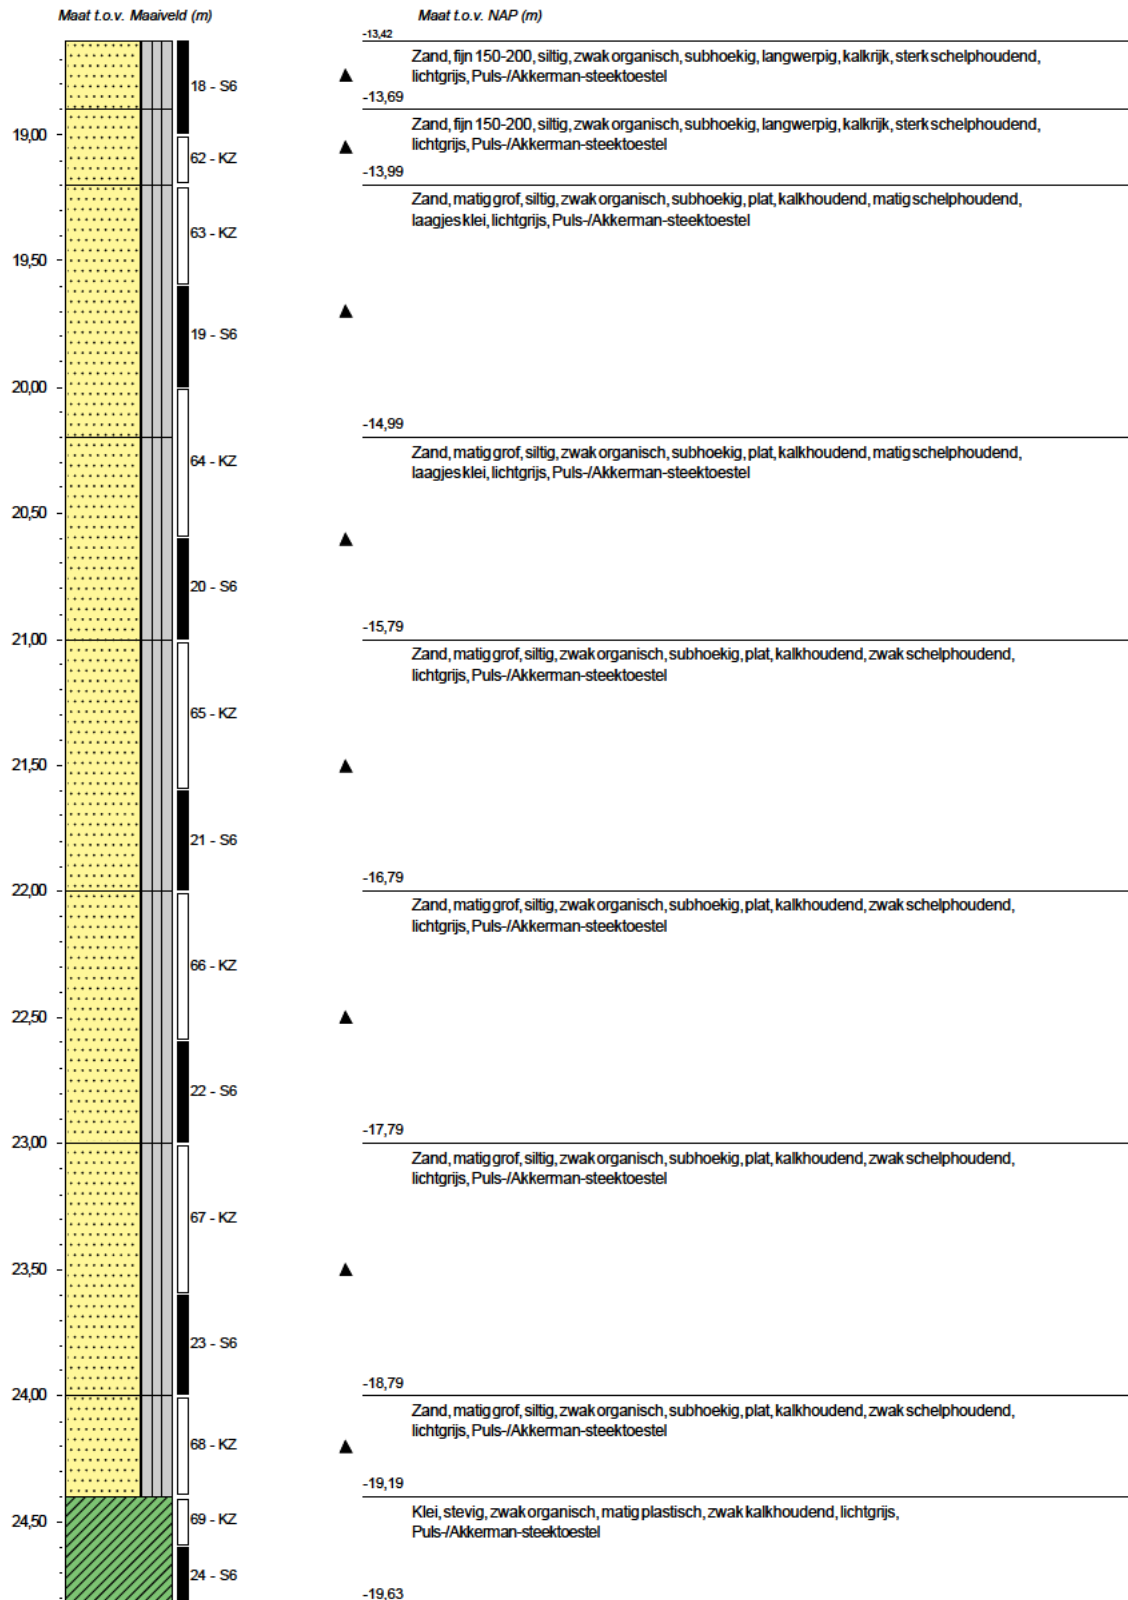 Maat t.o.v. Maaiveld (m)
Maat t.o.v. NAP (m)
-13,42
Zand, fijn 150-200, siltig, zwak organisch, subhoekig, langwerpig, kalkrijk, sterk schelphoudend,
lichtgrijs, Puls-/Akkerman-steektoestel
18 - S6
-13,69
Zand, fijn 150-200, siltig, zwak organisch, subhoekig, langwerpig, kalkrijk, sterk schelphoudend,
lichtgrijs, Puls-/Akkerman-steektoestel
19,00
62 - KZ
-13,99
Zand, matig grof, siltig, zwak organisch, subhoekig, plat, kalkhoudend, matig schelphoudend,
laagjes klei, lichtgrijs, Puls-/Akkerman-steektoestel
63 - KZ
19,50
19 - S6
20,00
-14,99
Zand, matig grof, siltig, zwak organisch, subhoekig, plat, kalkhoudend, matig schelphoudend,
laagjes klei, lichtgrijs, Puls-/Akkerman-steektoestel
64 - KZ
20,50
20 - S6
-15,79
21,00
Zand, matig grof, siltig, zwak organisch, subhoekig, plat, kalkhoudend, zwak schelphoudend,
lichtgrijs, Puls-/Akkerman-steektoestel
65 - KZ
21,50
21 - S6
-16,79
22,00
Zand, matig grof, siltig, zwak organisch, subhoekig, plat, kalkhoudend, zwak schelphoudend,
lichtgrijs, Puls-/Akkerman-steektoestel
66 - KZ
22,50
22 - S6
-17,79
23,00
Zand, matig grof, siltig, zwak organisch, subhoekig, plat, kalkhoudend, zwak schelphoudend,
lichtgrijs, Puls-/Akkerman-steektoestel
67 - KZ
23,50
23 - S6
-18,79
24,00
Zand, matig grof, siltig, zwak organisch, subhoekig, plat, kalkhoudend, zwak schelphoudend,
lichtgrijs, Puls-/Akkerman-steektoestel
68 - KZ
-19,19
Klei, stevig, zwak organisch, matig plastisch, zwak kalkhoudend, lichtgrijs,
Puls-/Akkerman-steektoestel
24,50
69 - KZ
24 - S6
-19,63